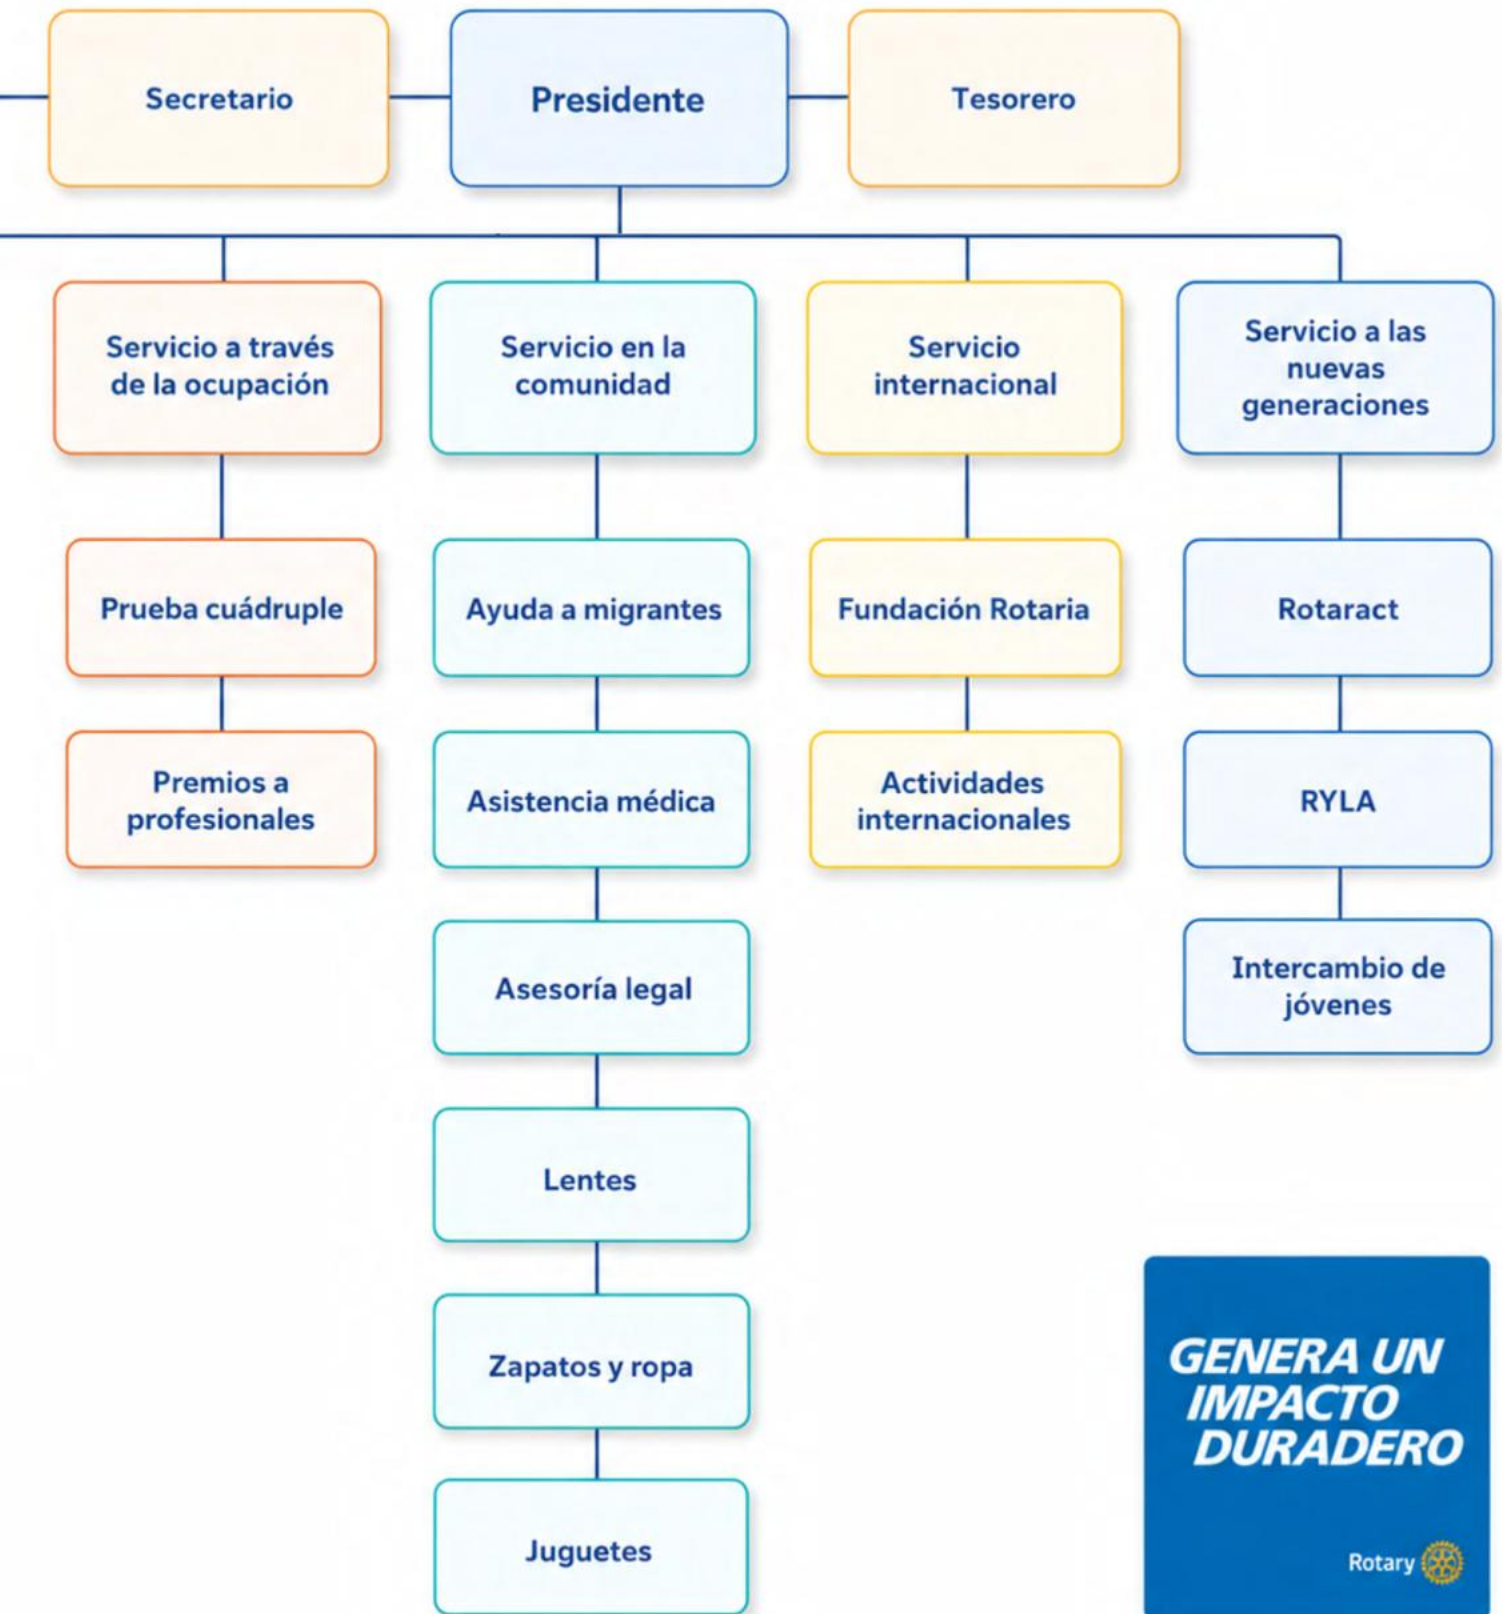 Secretario
Presidente
Tesorero
Servicio a través
de la ocupación
Servicio en la
comunidad
Servicio
internacional
Servicio a las
nuevas
generaciones
Prueba cuádruple
Ayuda a migrantes
Fundación Rotaria
Rotaract
Premios a
profesionales
Asistencia médica
Actividades
internacionales
RYLA
Asesoría legal
Intercambio de
jóvenes
Lentes
Zapatos y ropa
Juguetes
GENERA UN
IMPACTO
DURADERO
Rotary